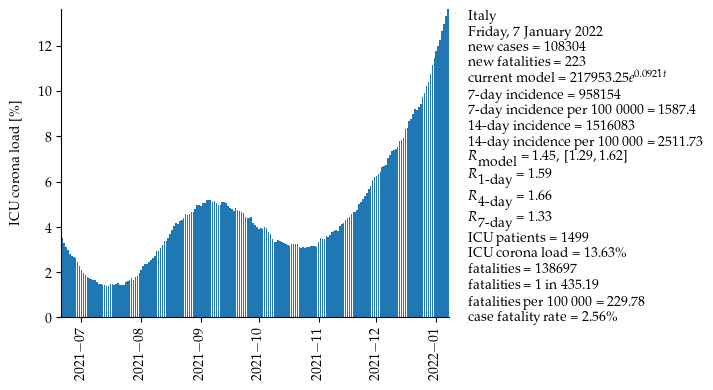 Italy
Friday, 7 January 2022
new cases = 108304
new fatalities = 223
current model = 217953.25e^0.0921t
7-day incidence = 958154
7-day incidence per 100 0000 = 1587.4
14-day incidence = 1516083
14-day incidence per 100 000 = 2511.73
R_model = 1.45, [1.29, 1.62]
R_1-day = 1.59
R_4-day = 1.66
R_7-day = 1.33
ICU patients = 1499
ICU corona load = 13.63%
fatalities = 138697
fatalities = 1 in 435.19
fatalities per 100 000 = 229.78
case fatality rate = 2.56%
ICU corona load [%]
12
10
8
6
4
2
0
2021−07
2021−08
2021−09
2021−10
2021−11
2021−12
2022−01